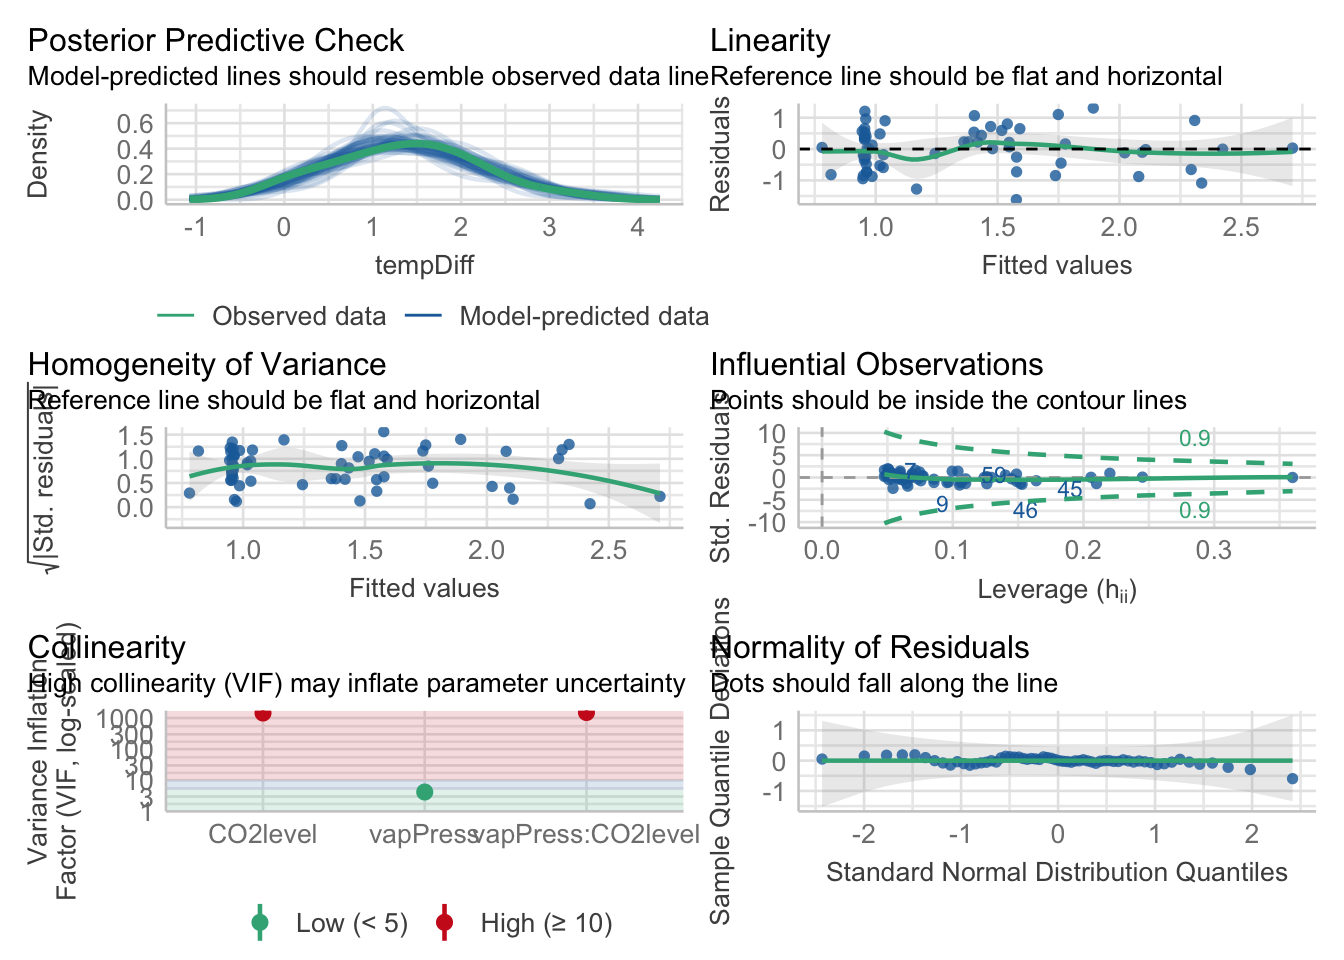 Posterior Predictive Check
Model-predicted lines should resemble observed data line
Density
0.6
0.4
0.2
0.0
-1 0 1 2 3 4
tempDiff
Observed data Model-predicted data
Linearity
Reference line should be flat and horizontal
Residuals
1
0
-1
1.0 1.5 2.0 2.5
Fitted values
Homogeneity of Variance
Reference line should be flat and horizontal
√|Std. residuals|
1.5
1.0
0.5
0.0
1.0 1.5 2.0 2.5
Fitted values
Influential Observations
Points should be inside the contour lines
Std. Residuals
10
5
0
-5
-10
0.9
7
59
45
9
46
0.9
0.0 0.1 0.2 0.3
Leverage (hii)
Collinearity
High collinearity (VIF) may inflate parameter uncertainty
Variance Inflation
Factor (VIF, log-scaled)
1000
300
100
30
10
3
1
CO2level vapPress vapPress:CO2level
Low (< 5) High (≥ 10)
Normality of Residuals
Dots should fall along the line
Sample Quantile Deviations
1
0
-1
-2 -1 0 1 2
Standard Normal Distribution Quantiles